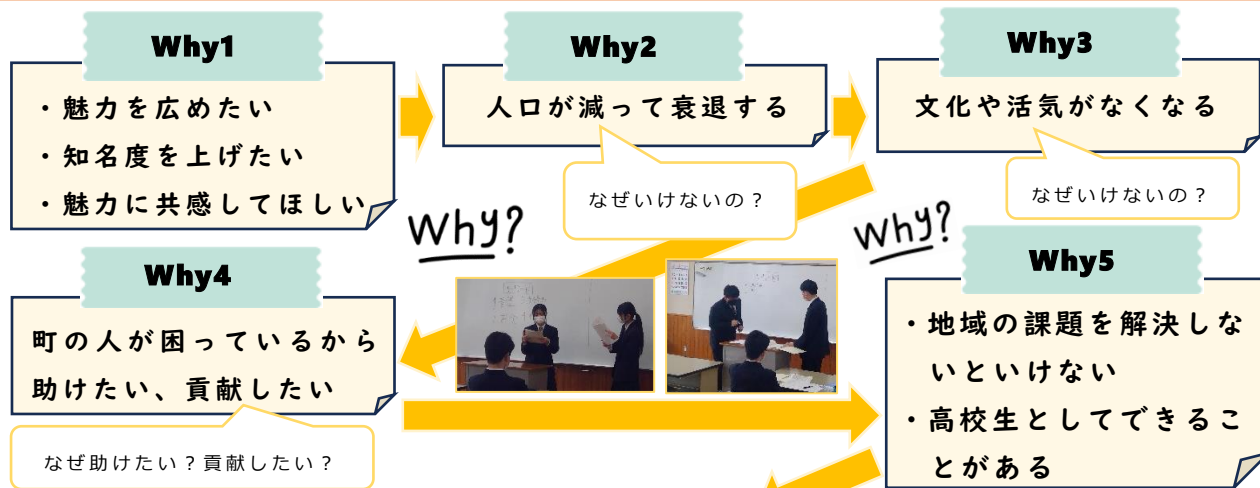 Why1
・魅力を広めたい
・知名度を上げたい
・魅力に共感してほしい
Why2
人口が減って衰退する
なぜいけないの？
Why3
文化や活気がなくなる
なぜいけないの？
Why?
Why?
Why4
町の人が困っているから
助けたい、貢献したい
なぜ助けたい？貢献したい？
Why5
・地域の課題を解決しな
いといけない
・高校生としてできるこ
とがある